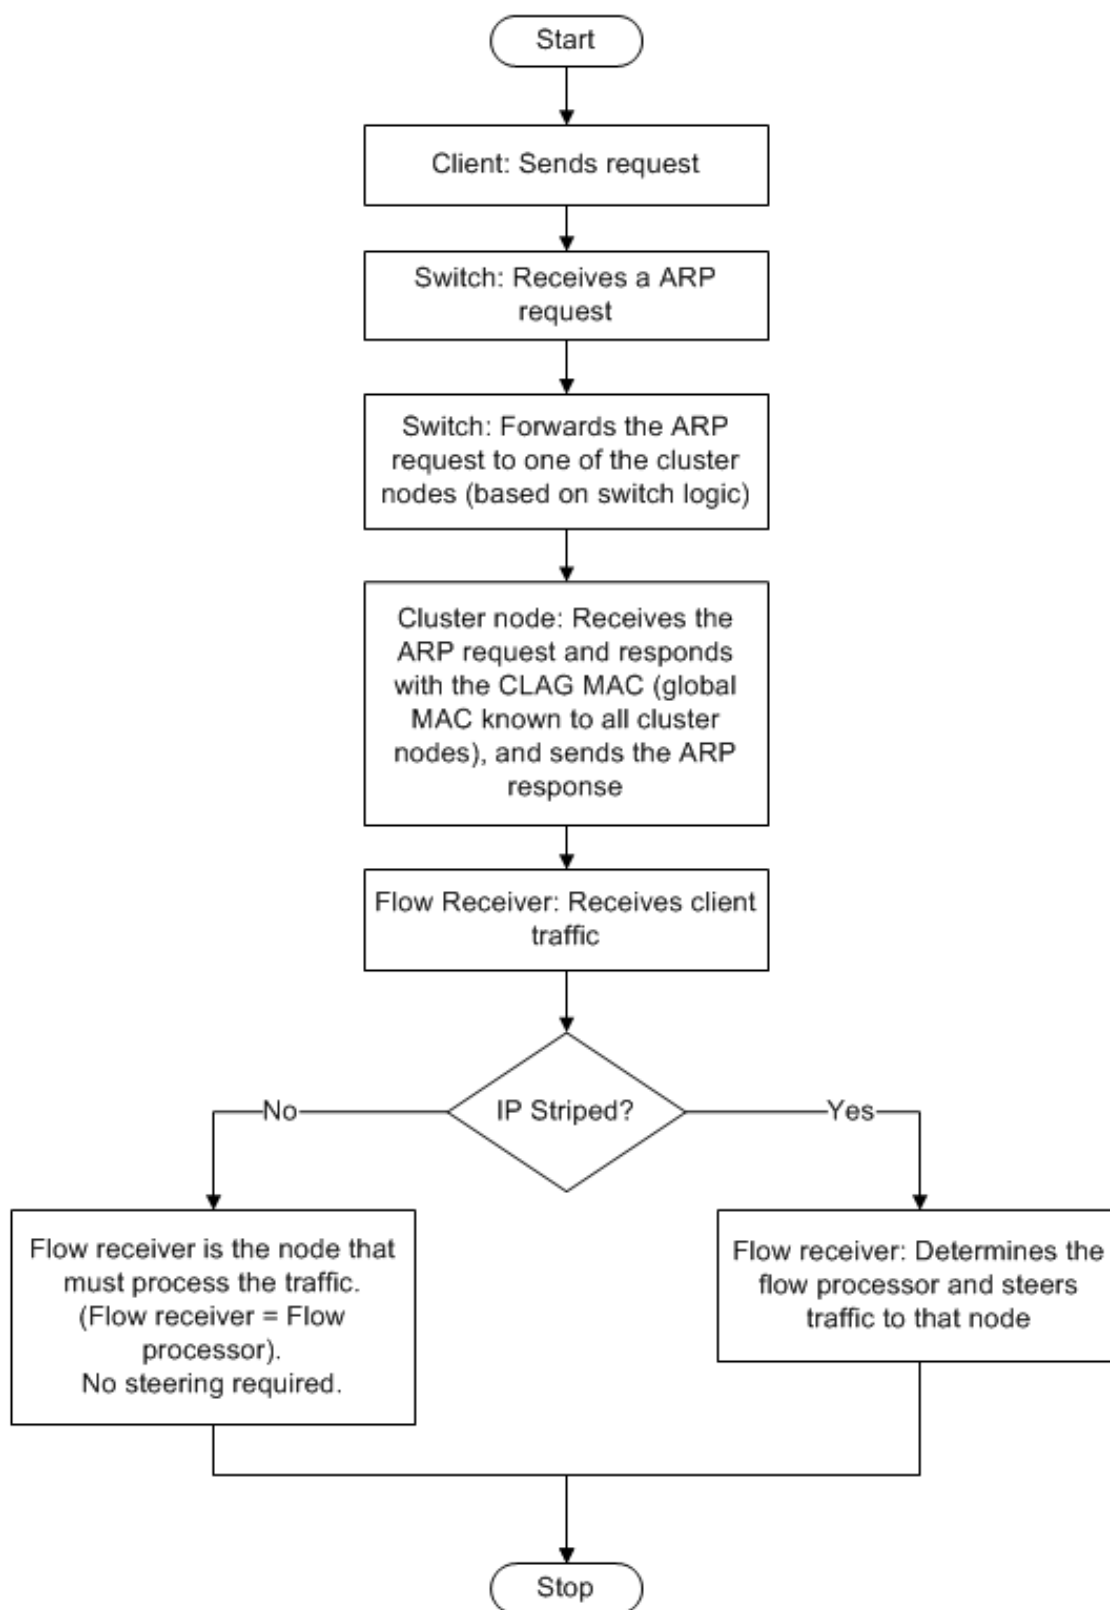 Start
Client: Sends request
Switch: Receives a ARP
request
Switch: Forwards the ARP
request to one of the cluster
nodes (based on switch logic)
Cluster node: Receives the
ARP request and responds
with the CLAG MAC (global
MAC known to all cluster
nodes), and sends the ARP
response
Flow Receiver: Receives client
traffic
IP Striped?
No
Yes
Flow receiver is the node that
must process the traffic.
(Flow receiver = Flow
processor).
No steering required.
Flow receiver: Determines the
flow processor and steers
traffic to that node
Stop